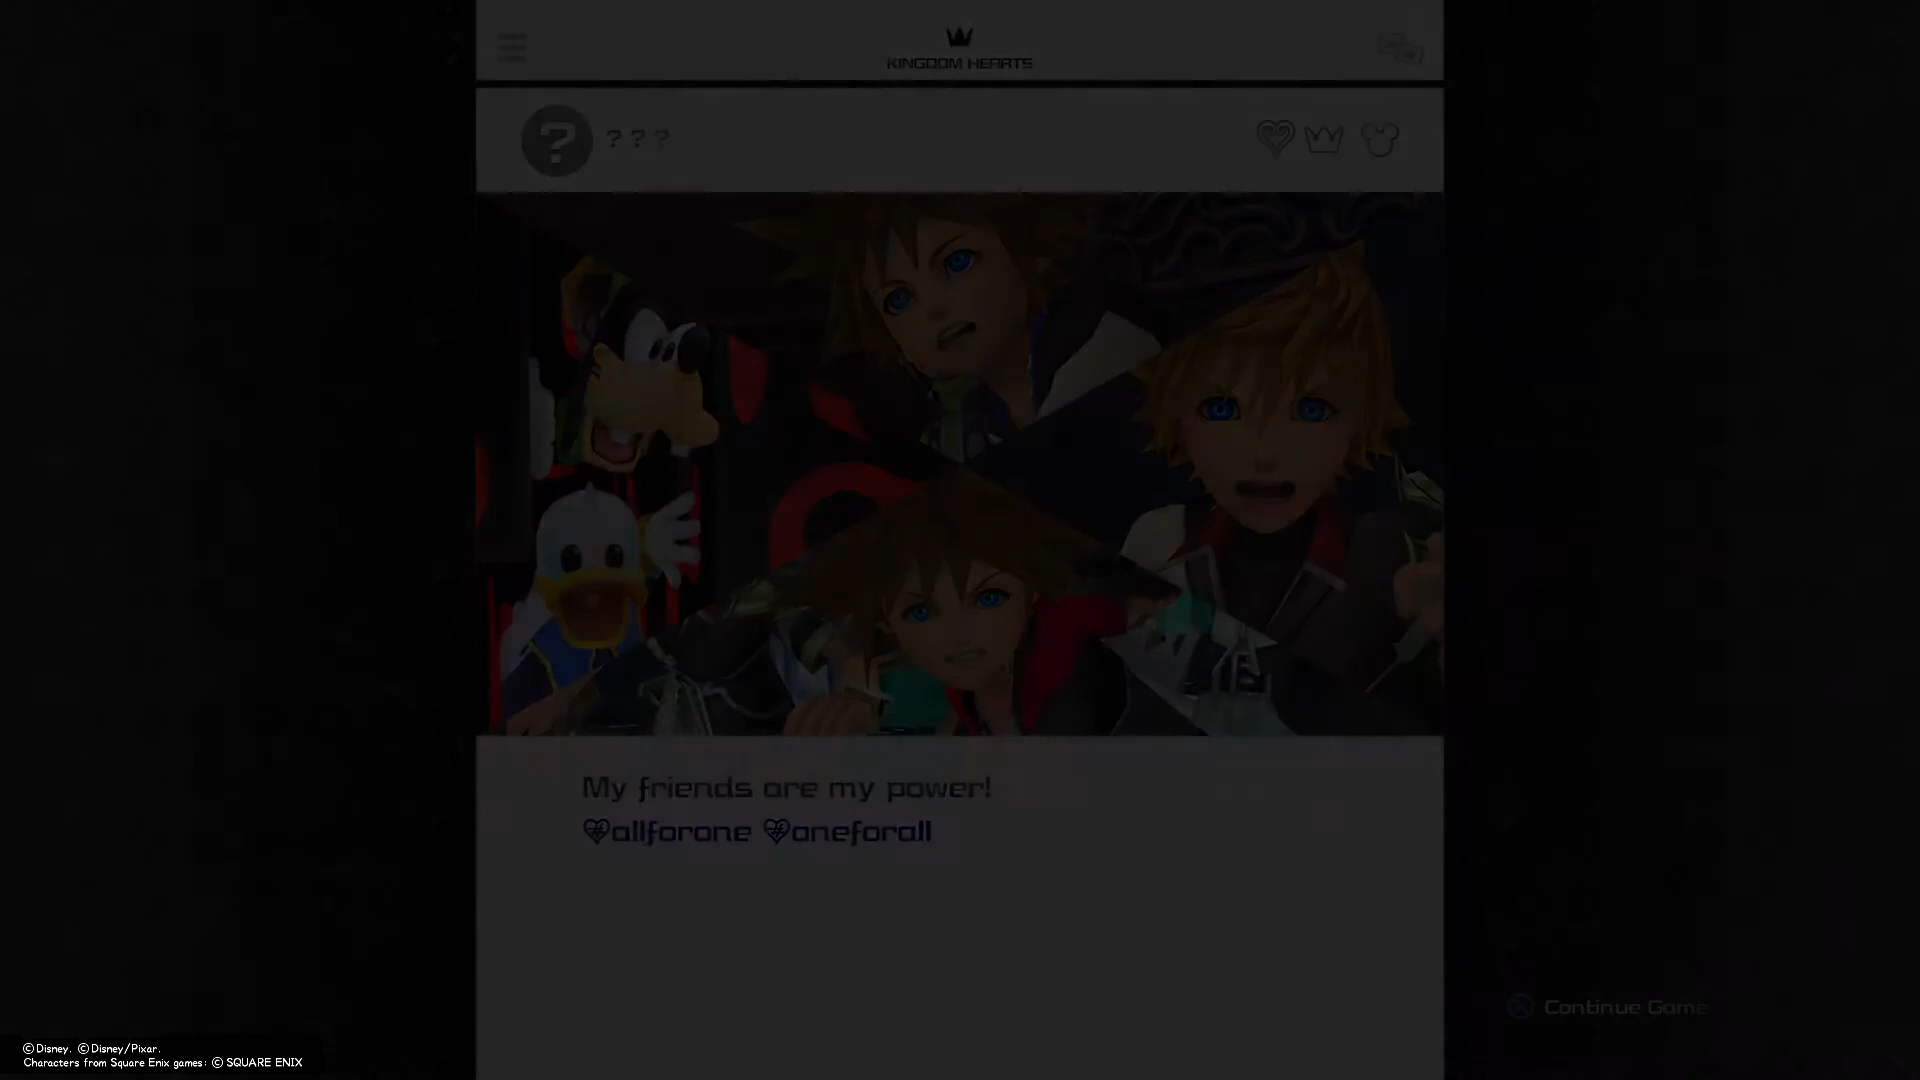 KINGDOM HEARTS
? ? ?
My friends are my power!
#allforone #oneforall
Continue Game
©Disney. ©Disney/Pixar.
Characters from Square Enix games: © SQUARE ENIX